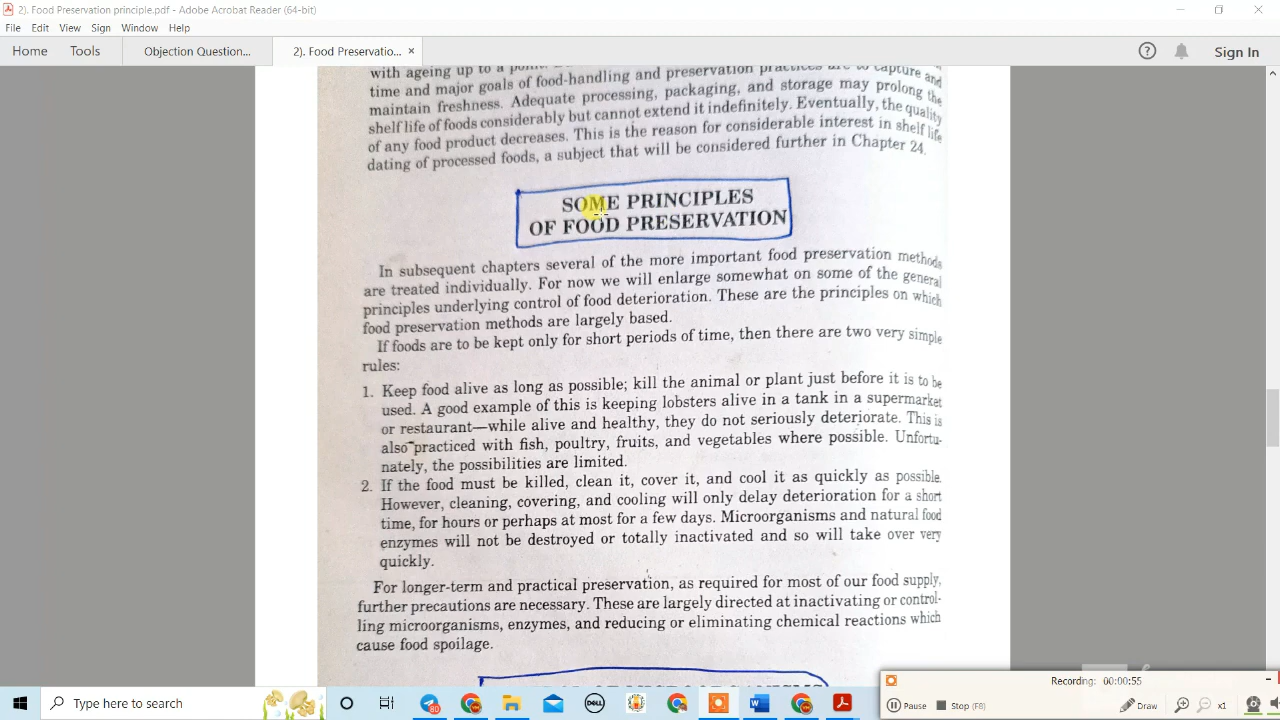 2). Food Preservation principle.pdf - Adobe Acrobat Reader (64-bit)
File Edit View Sign Window Help
Home Tools Objection Question... 2). Food Preservatio... × Sign In
with ageing up to a
time and major goals of food-handling and preservation practices are to capture and
maintain freshness. Adequate processing, packaging, and storage may prolong the
shelf life of foods considerably but cannot extend it indefinitely. Eventually, the quality
of any food product decreases. This is the reason for considerable interest in shelf life
dating of processed foods, a subject that will be considered further in Chapter 24.
SOME PRINCIPLES
OF FOOD PRESERVATION
In subsequent chapters several of the more important food preservation methods
are treated individually. For now we will enlarge somewhat on some of the general
principles underlying control of food deterioration. These are the principles on which
food preservation methods are largely based.
If foods are to be kept only for short periods of time, then there are two very simple
rules:
1. Keep food alive as long as possible; kill the animal or plant just before it is to be
used. A good example of this is keeping lobsters alive in a tank in a supermarket
or restaurant—while alive and healthy, they do not seriously deteriorate. This is
also practiced with fish, poultry, fruits, and vegetables where possible. Unfortu-
nately, the possibilities are limited.
2. If the food must be killed, clean it, cover it, and cool it as quickly as possible.
However, cleaning, covering, and cooling will only delay deterioration for a short
time, for hours or perhaps at most for a few days. Microorganisms and natural food
enzymes will not be destroyed or totally inactivated and so will take over very
quickly.
For longer-term and practical preservation, as required for most of our food supply,
further precautions are necessary. These are largely directed at inactivating or control-
ling microorganisms, enzymes, and reducing or eliminating chemical reactions which
cause food spoilage.
Recording: 00:00:55
Pause Stop (F8) Draw x1
Type here to search 80 DELL